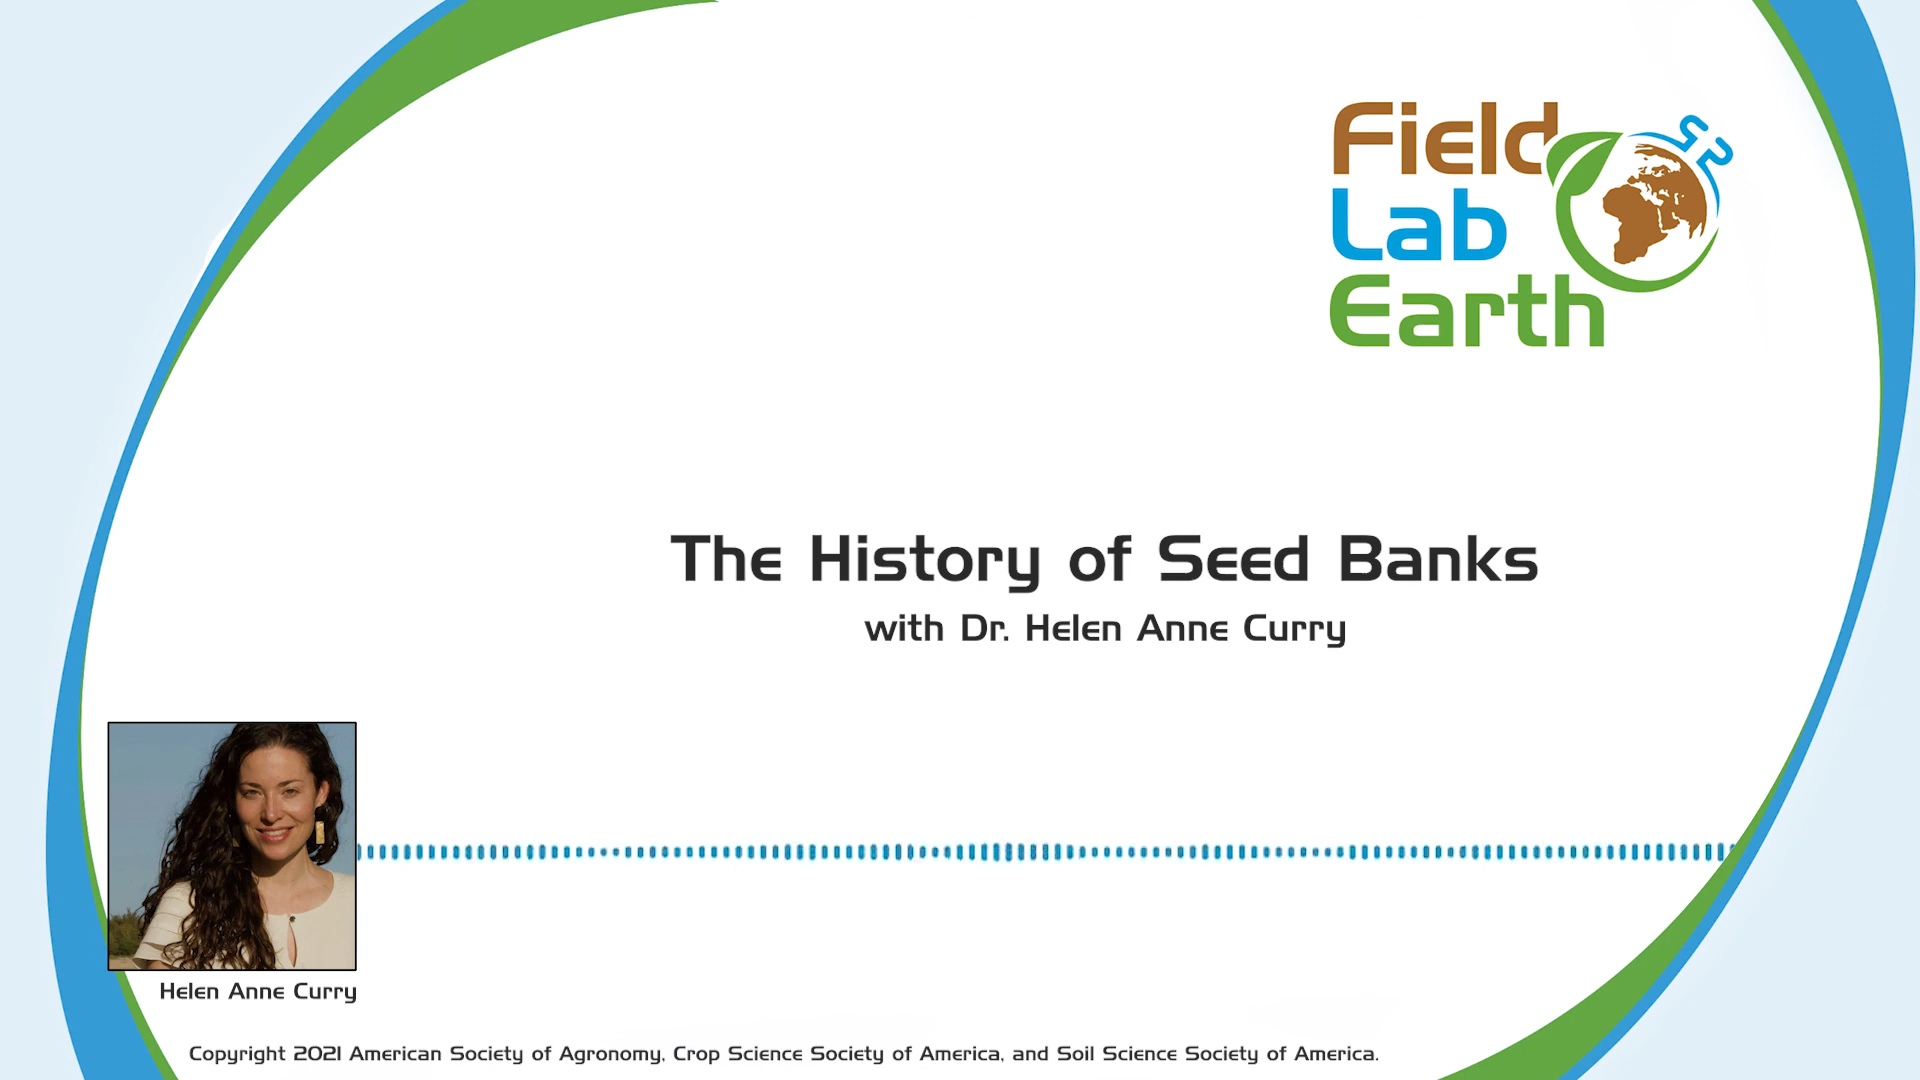 Field
Lab
Earth
The History of Seed Banks
with Dr. Helen Anne Curry
Helen Anne Curry
Copyright 2021 American Society of Agronomy, Crop Science Society of America, and Soil Science Society of America.